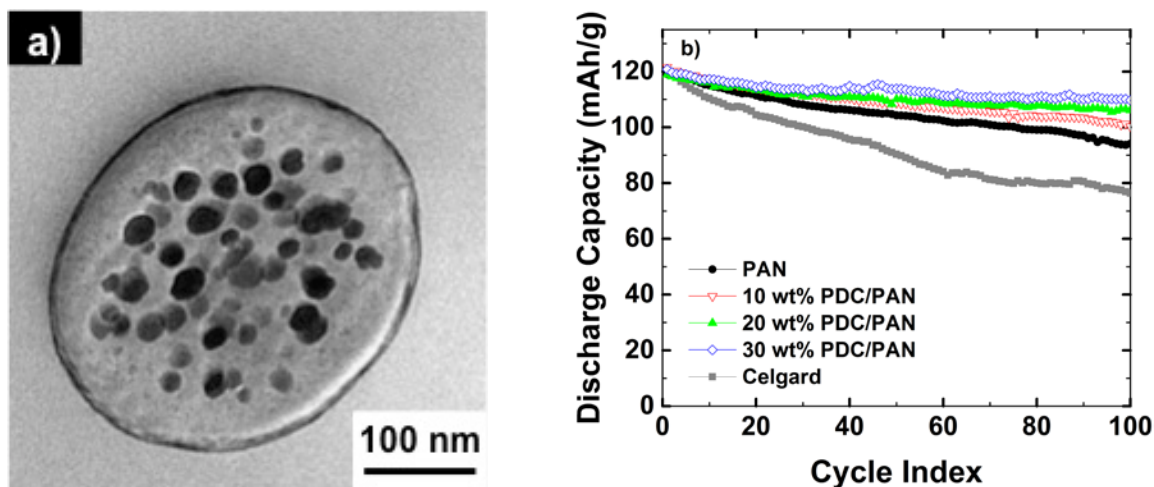 a)
100 nm
b)
Discharge Capacity (mAh/g)
120
100
80
60
40
20
0
PAN
10 wt% PDC/PAN
20 wt% PDC/PAN
30 wt% PDC/PAN
Celgard
0 20 40 60 80 100
Cycle Index